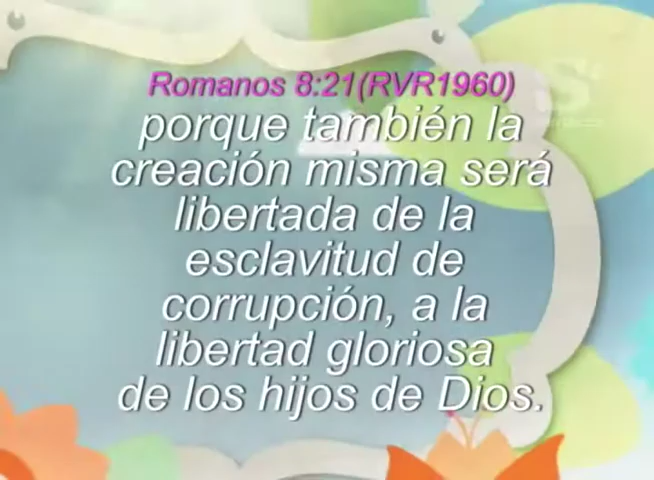 Romanos 8:21(RVR1960)
porque también la
creación misma será
libertada de la
esclavitud de
corrupción, a la
libertad gloriosa
de los hijos de Dios.